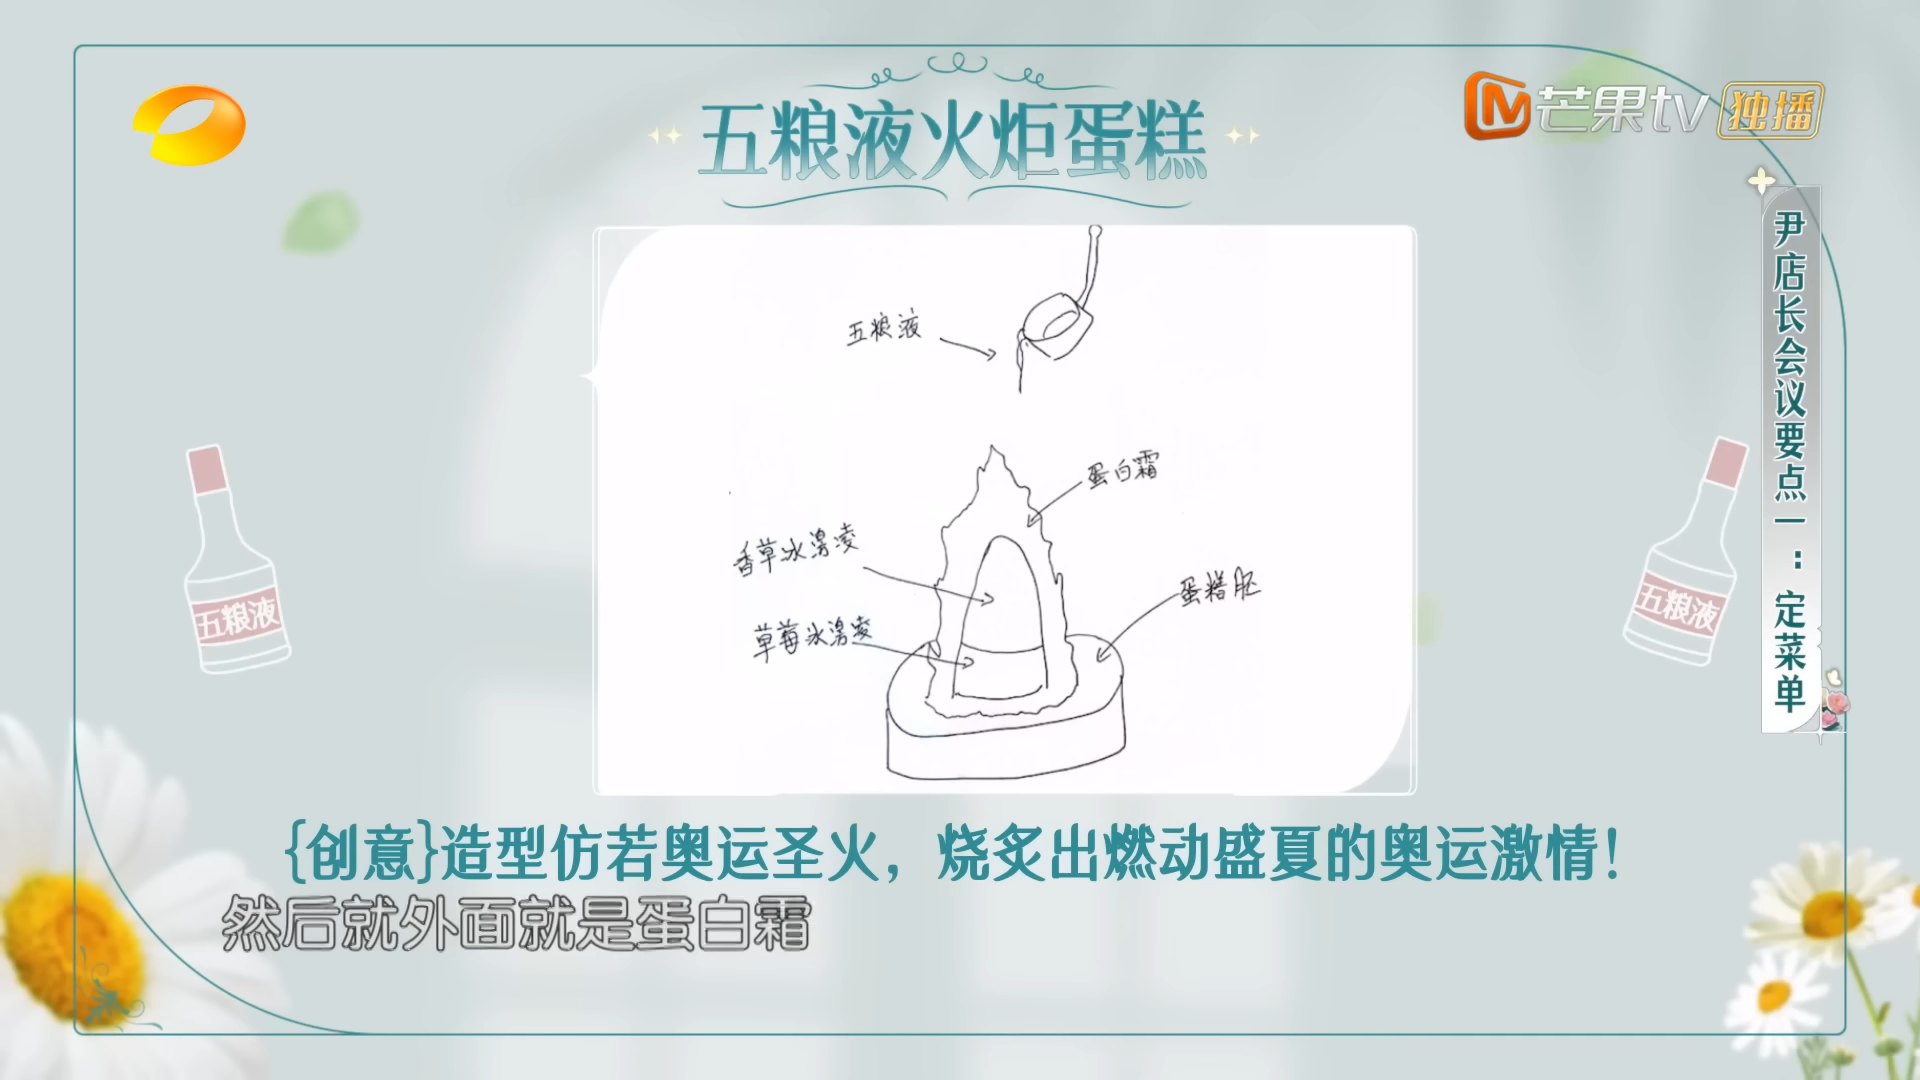 五粮液火炬蛋糕
芒果tv 独播
尹店长会议要点一：定菜单
五粮液
蛋白霜
香草冰淇凌
蛋糕胚
草莓冰淇凌
五粮液
五粮液
{创意}造型仿若奥运圣火，烧炙出燃动盛夏的奥运激情！
然后就外面就是蛋白霜